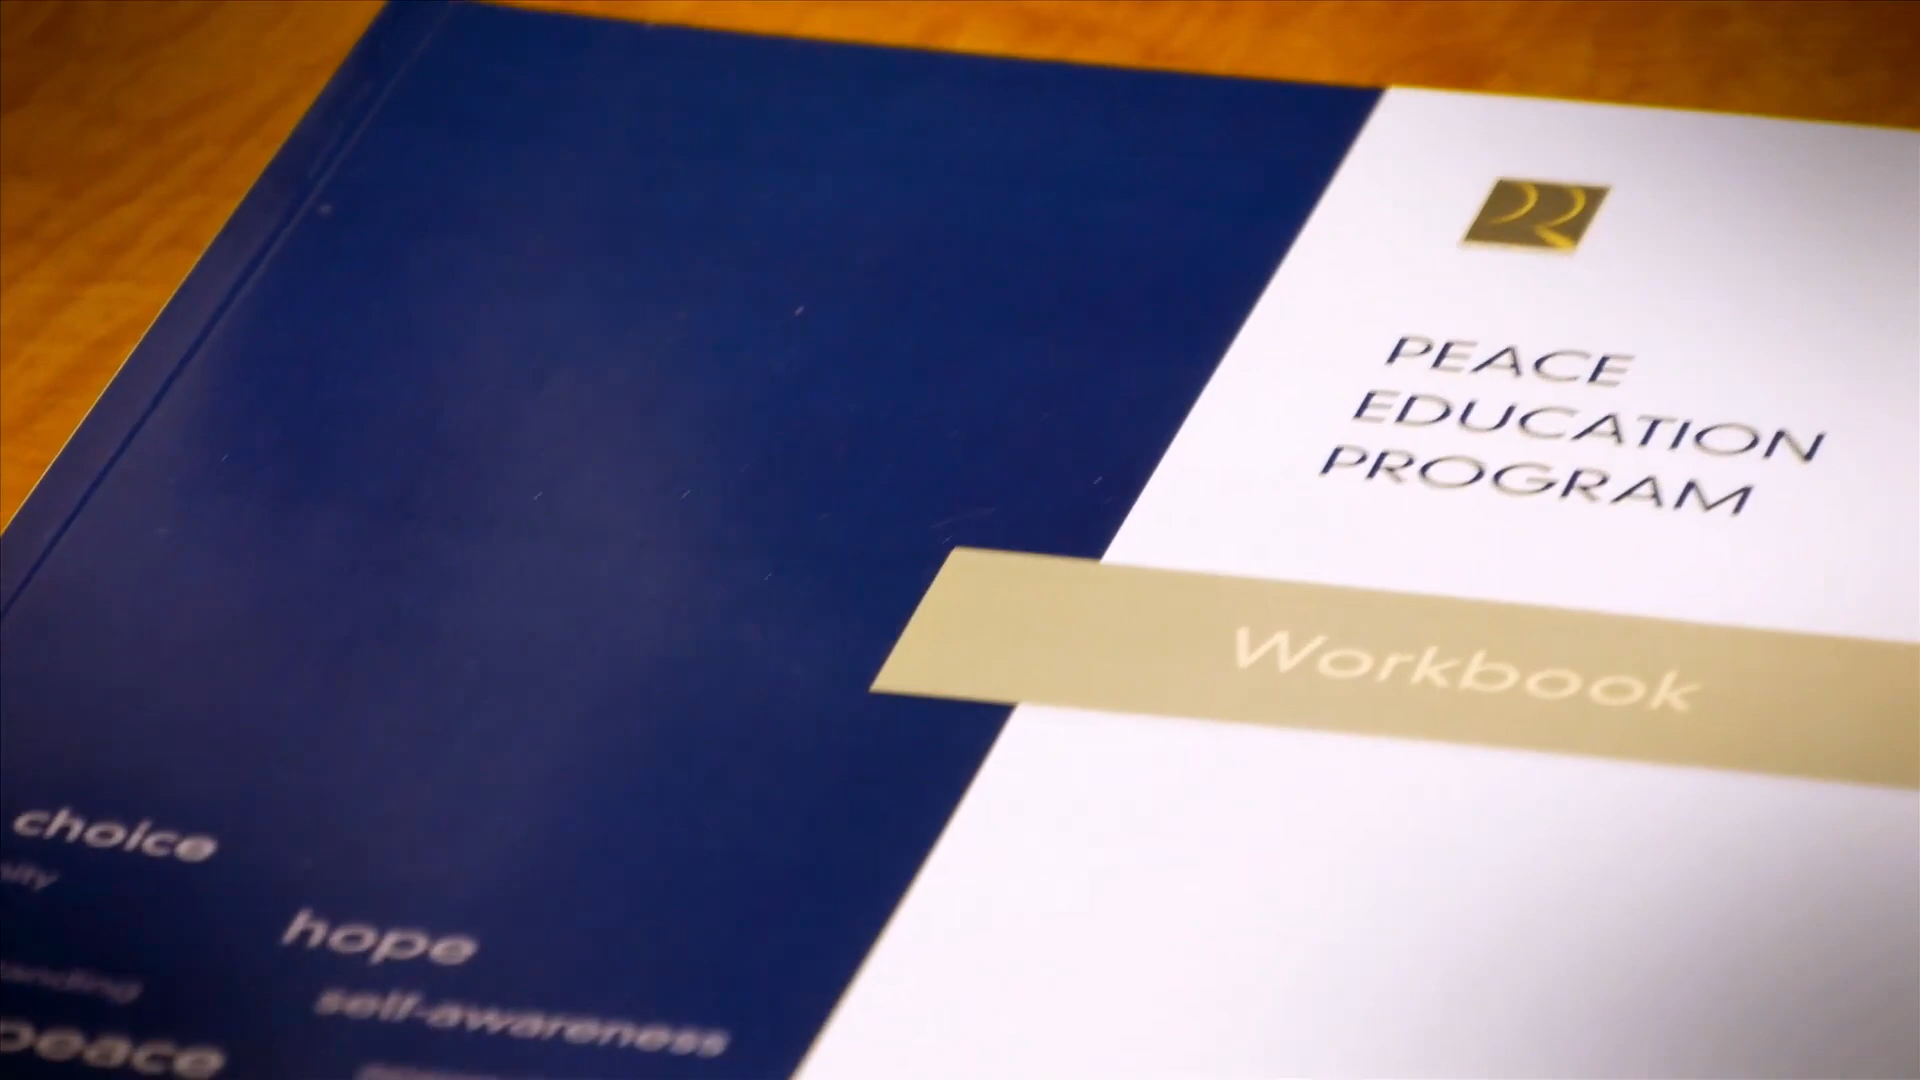 PEACE
EDUCATION
PROGRAM
Workbook
choice
hope
self-awareness
peace